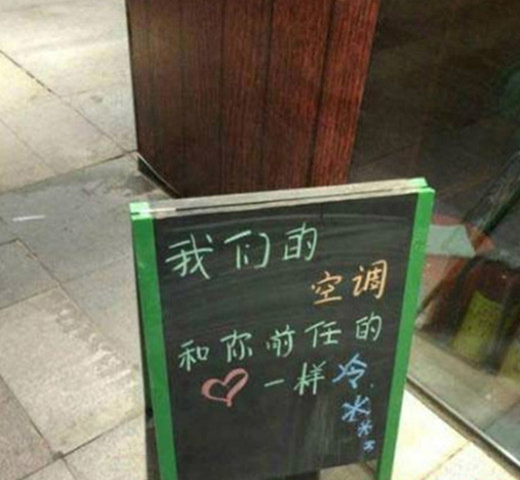 我们的
空调
和你前任的
一样冷